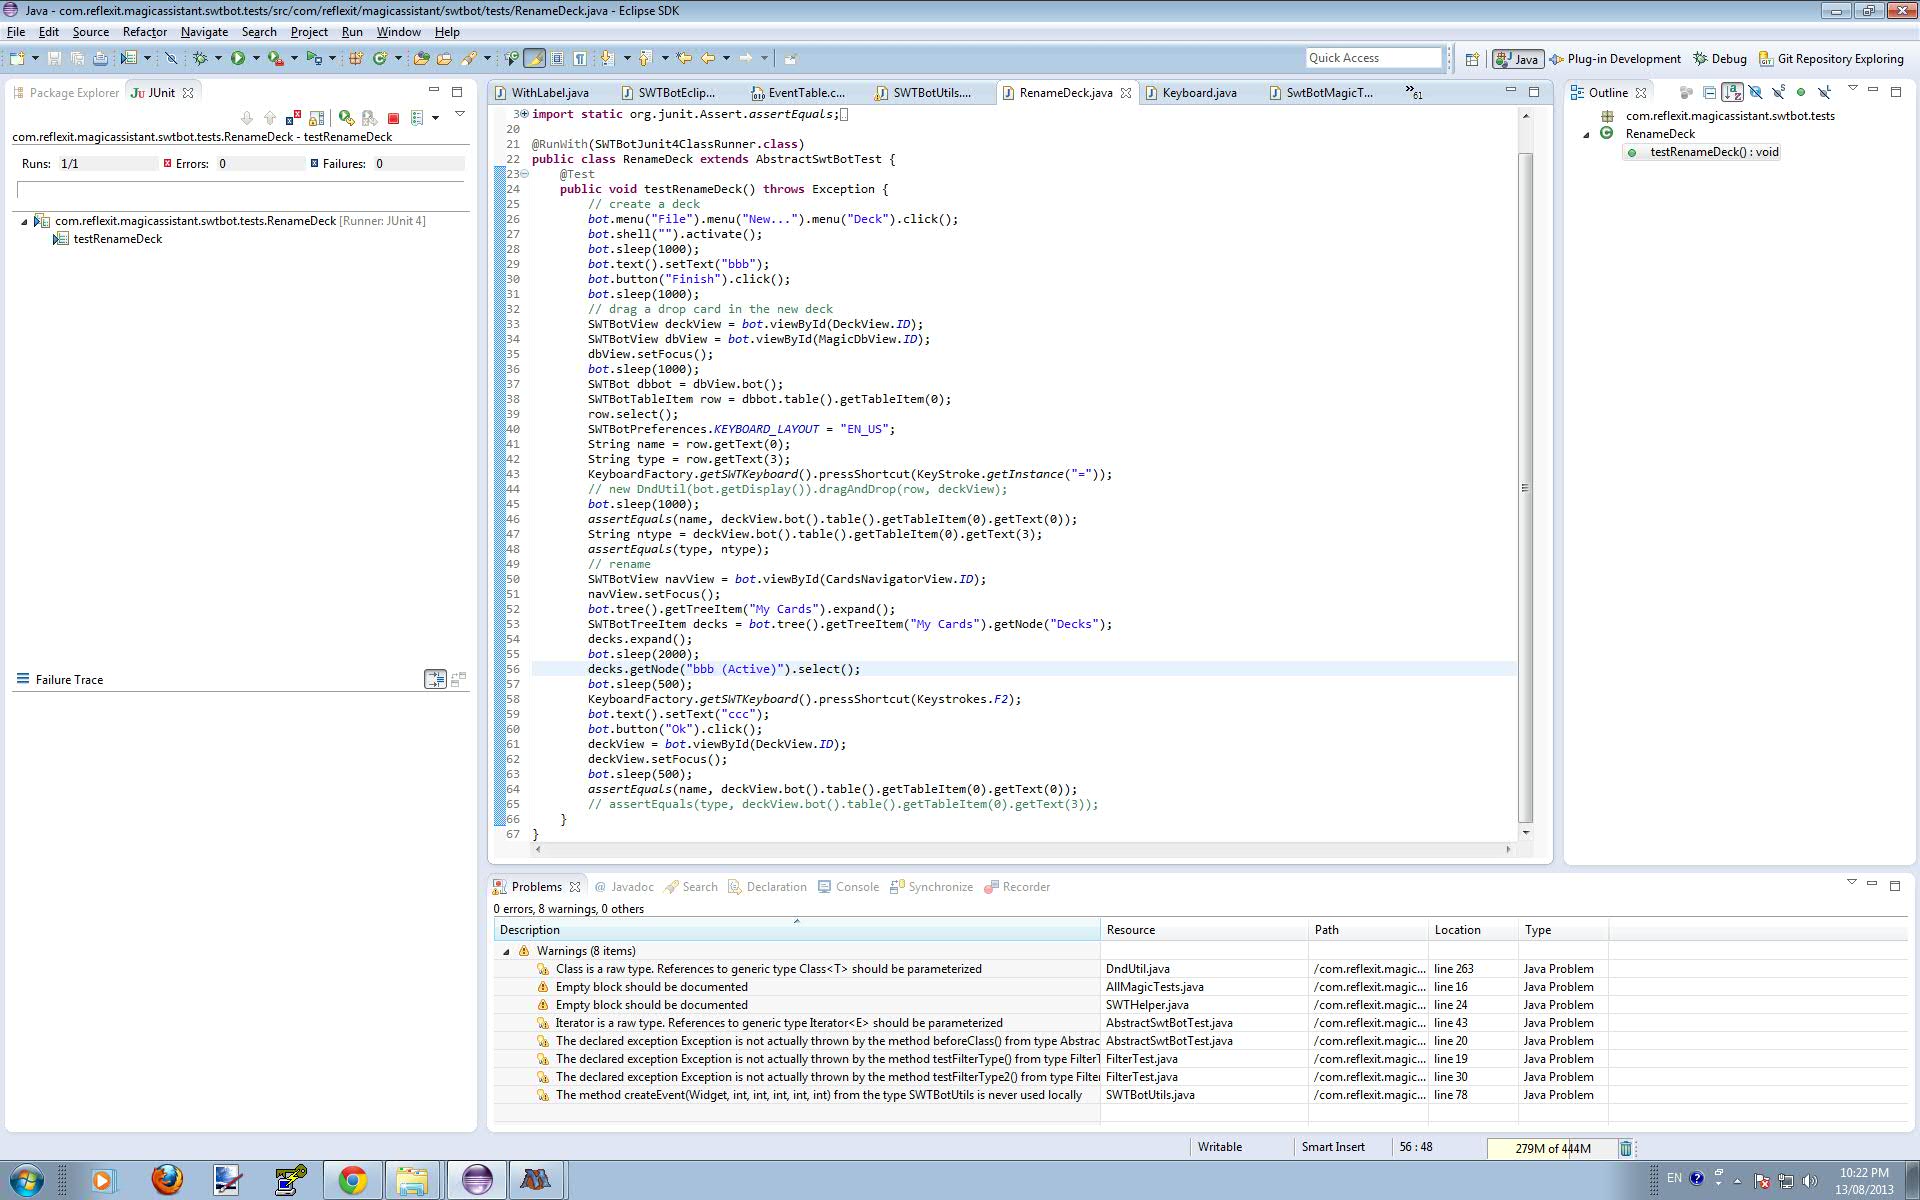 Java - com.reflexit.magicassistant.swtbot.tests/src/com/reflexit/magicassistant/swtbot/tests/RenameDeck.java - Eclipse SDK
File Edit Source Refactor Navigate Search Project Run Window Help
Quick Access
Java Plug-in Development Debug Git Repository Exploring
Package Explorer JUnit
com.reflexit.magicassistant.swtbot.tests.RenameDeck - testRenameDeck
Runs: 1/1 Errors: 0 Failures: 0
com.reflexit.magicassistant.swtbot.tests.RenameDeck [Runner: JUnit 4]
testRenameDeck
Failure Trace
WithLabel.java SWTBotEclip... EventTable.c... SWTBotUtils.... RenameDeck.java Keyboard.java SwtBotMagicT... »61
3 import static org.junit.Assert.assertEquals;
20
21 @RunWith(SWTBotJunit4ClassRunner.class)
22 public class RenameDeck extends AbstractSwtBotTest {
23 @Test
24 public void testRenameDeck() throws Exception {
25 // create a deck
26 bot.menu("File").menu("New...").menu("Deck").click();
27 bot.shell("").activate();
28 bot.sleep(1000);
29 bot.text().setText("bbb");
30 bot.button("Finish").click();
31 bot.sleep(1000);
32 // drag a drop card in the new deck
33 SWTBotView deckView = bot.viewById(DeckView.ID);
34 SWTBotView dbView = bot.viewById(MagicDbView.ID);
35 dbView.setFocus();
36 bot.sleep(1000);
37 SWTBot dbbot = dbView.bot();
38 SWTBotTableItem row = dbbot.table().getTableItem(0);
39 row.select();
40 SWTBotPreferences.KEYBOARD_LAYOUT = "EN_US";
41 String name = row.getText(0);
42 String type = row.getText(3);
43 KeyboardFactory.getSWTKeyboard().pressShortcut(KeyStroke.getInstance("="));
44 // new DndUtil(bot.getDisplay()).dragAndDrop(row, deckView);
45 bot.sleep(1000);
46 assertEquals(name, deckView.bot().table().getTableItem(0).getText(0));
47 String ntype = deckView.bot().table().getTableItem(0).getText(3);
48 assertEquals(type, ntype);
49 // rename
50 SWTBotView navView = bot.viewById(CardsNavigatorView.ID);
51 navView.setFocus();
52 bot.tree().getTreeItem("My Cards").expand();
53 SWTBotTreeItem decks = bot.tree().getTreeItem("My Cards").getNode("Decks");
54 decks.expand();
55 bot.sleep(2000);
56 decks.getNode("bbb (Active)").select();
57 bot.sleep(500);
58 KeyboardFactory.getSWTKeyboard().pressShortcut(Keystrokes.F2);
59 bot.text().setText("ccc");
60 bot.button("Ok").click();
61 deckView = bot.viewById(DeckView.ID);
62 deckView.setFocus();
63 bot.sleep(500);
64 assertEquals(name, deckView.bot().table().getTableItem(0).getText(0));
65 // assertEquals(type, deckView.bot().table().getTableItem(0).getText(3));
66 }
67 }
Outline
com.reflexit.magicassistant.swtbot.tests
RenameDeck
testRenameDeck() : void
Problems @ Javadoc Search Declaration Console Synchronize Recorder
0 errors, 8 warnings, 0 others
Description Resource Path Location Type
Warnings (8 items)
Class is a raw type. References to generic type Class<T> should be parameterized DndUtil.java /com.reflexit.magic... line 263 Java Problem
Empty block should be documented AllMagicTests.java /com.reflexit.magic... line 16 Java Problem
Empty block should be documented SWTHelper.java /com.reflexit.magic... line 24 Java Problem
Iterator is a raw type. References to generic type Iterator<E> should be parameterized AbstractSwtBotTest.java /com.reflexit.magic... line 43 Java Problem
The declared exception Exception is not actually thrown by the method beforeClass() from type Abstrac AbstractSwtBotTest.java /com.reflexit.magic... line 20 Java Problem
The declared exception Exception is not actually thrown by the method testFilterType() from type FilterT FilterTest.java /com.reflexit.magic... line 19 Java Problem
The declared exception Exception is not actually thrown by the method testFilterType2() from type Filter FilterTest.java /com.reflexit.magic... line 30 Java Problem
The method createEvent(Widget, int, int, int, int, int) from the type SWTBotUtils is never used locally SWTBotUtils.java /com.reflexit.magic... line 78 Java Problem
Writable Smart Insert 56 : 48 279M of 444M
EN 10:22 PM
13/08/2013